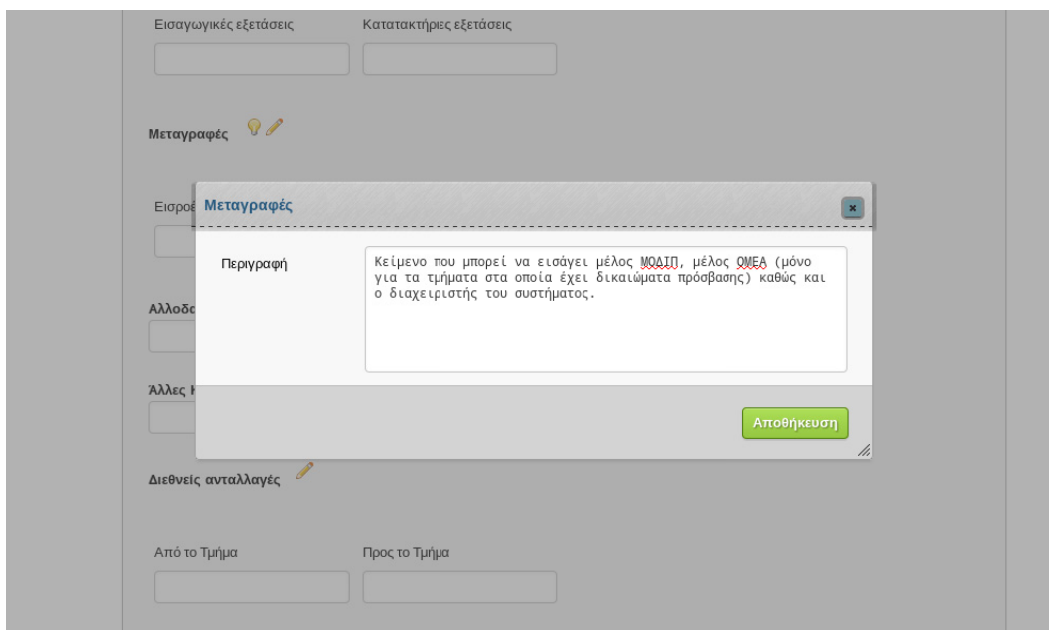 Εισαγωγικές εξετάσεις Κατατακτήριες εξετάσεις
Μεταγραφές
Μεταγραφές
Περιγραφή
Κείμενο που μπορεί να εισάγει μέλος ΜΟΔΙΠ, μέλος ΟΜΕΑ (μόνο
για τα τμήματα στα οποία έχει δικαιώματα πρόσβασης) καθώς και
ο διαχειριστής του συστήματος.
Άλλες
Αποθήκευση
Διεθνείς ανταλλαγές
Από το Τμήμα Προς το Τμήμα